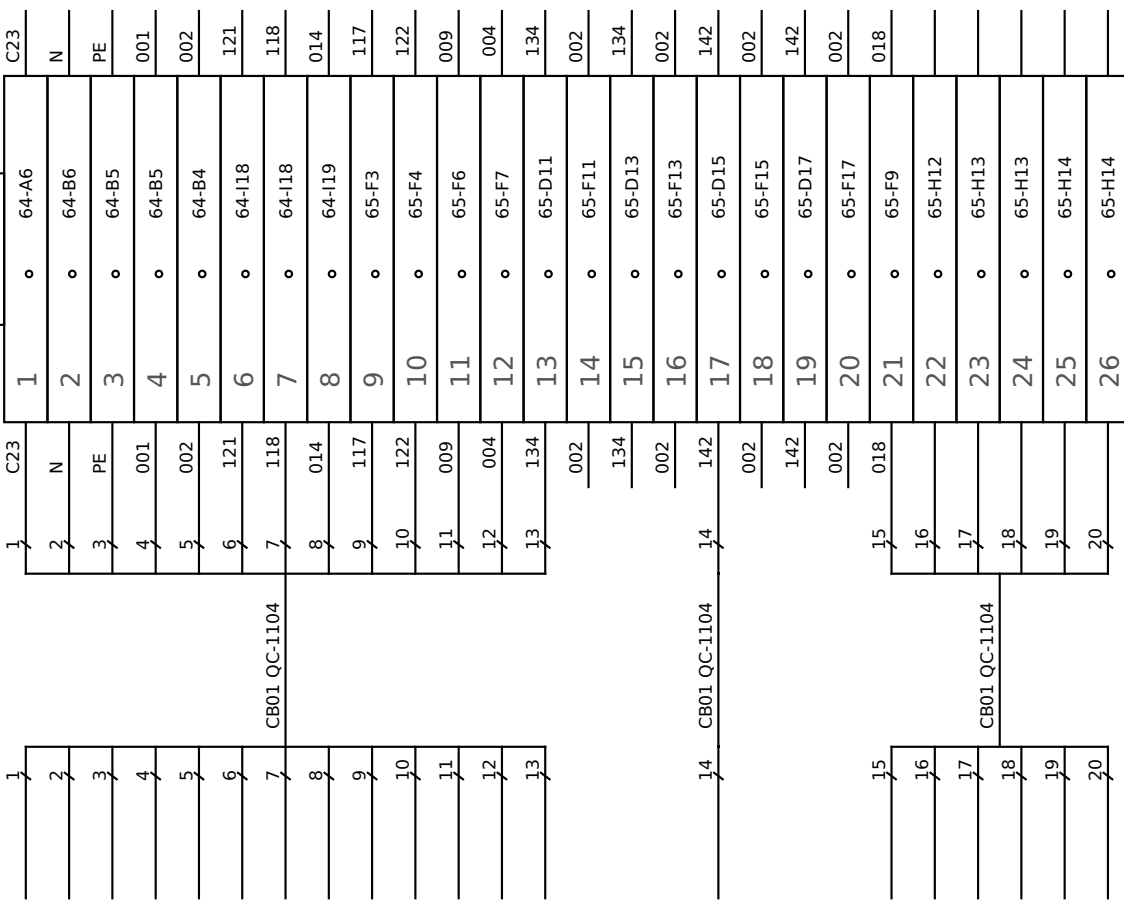 C23 N PE 001 002 121 118 014 117 122 009 004 134 002 134 002 142 002 142 002 018
64-A6 64-B6 64-B5 64-B5 64-B4 64-I18 64-I18 64-I19 65-F3 65-F4 65-F6 65-F7 65-D11 65-F11 65-D13 65-F13 65-D15 65-F15 65-D17 65-F17 65-F9 65-H12 65-H13 65-H13 65-H14 65-H14
1 2 3 4 5 6 7 8 9 10 11 12 13 14 15 16 17 18 19 20 21 22 23 24 25 26
C23 N PE 001 002 121 118 014 117 122 009 004 134 002 134 002 142 002 142 002 018
1 2 3 4 5 6 7 8 9 10 11 12 13 14 15 16 17 18 19 20
CB01 QC-1104 CB01 QC-1104 CB01 QC-1104
1 2 3 4 5 6 7 8 9 10 11 12 13 14 15 16 17 18 19 20